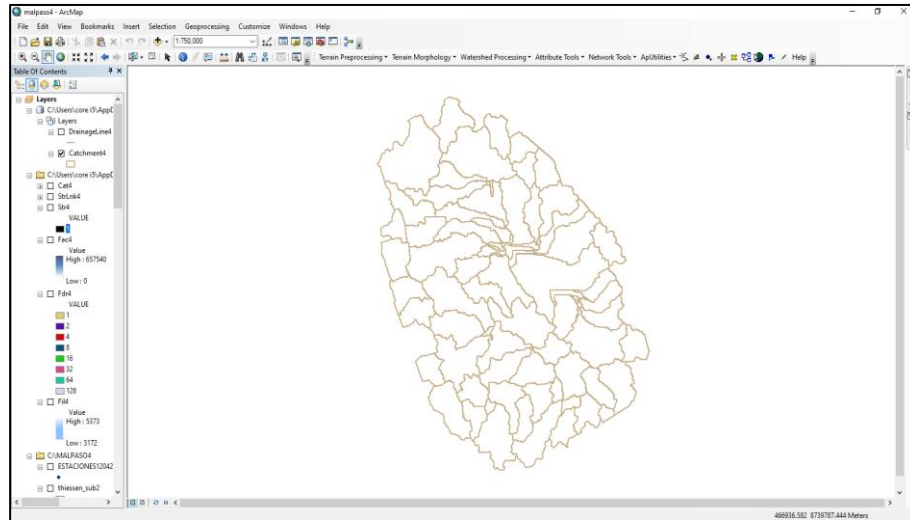 malpaso4 - ArcMap
File Edit View Bookmarks Insert Selection Geoprocessing Customize Windows Help
1:750.000
Terrain Preprocessing Terrain Morphology Watershed Processing Attribute Tools Network Tools ApUtilities Help
Table Of Contents
Layers
C:\Users\core i5\AppD
Layers
DrainageLine4
Catchment4
C:\Users\core i5\AppD
Cat4
StrLnk4
Str4
VALUE
1
Fac4
Value
High : 657540
Low : 0
Fdr4
VALUE
1
2
4
8
16
32
64
128
Fil4
Value
High : 5373
Low : 3172
C:\MALPASO4
ESTACIONES12042
thiessen_sub2
466936.582 8739787.444 Meters